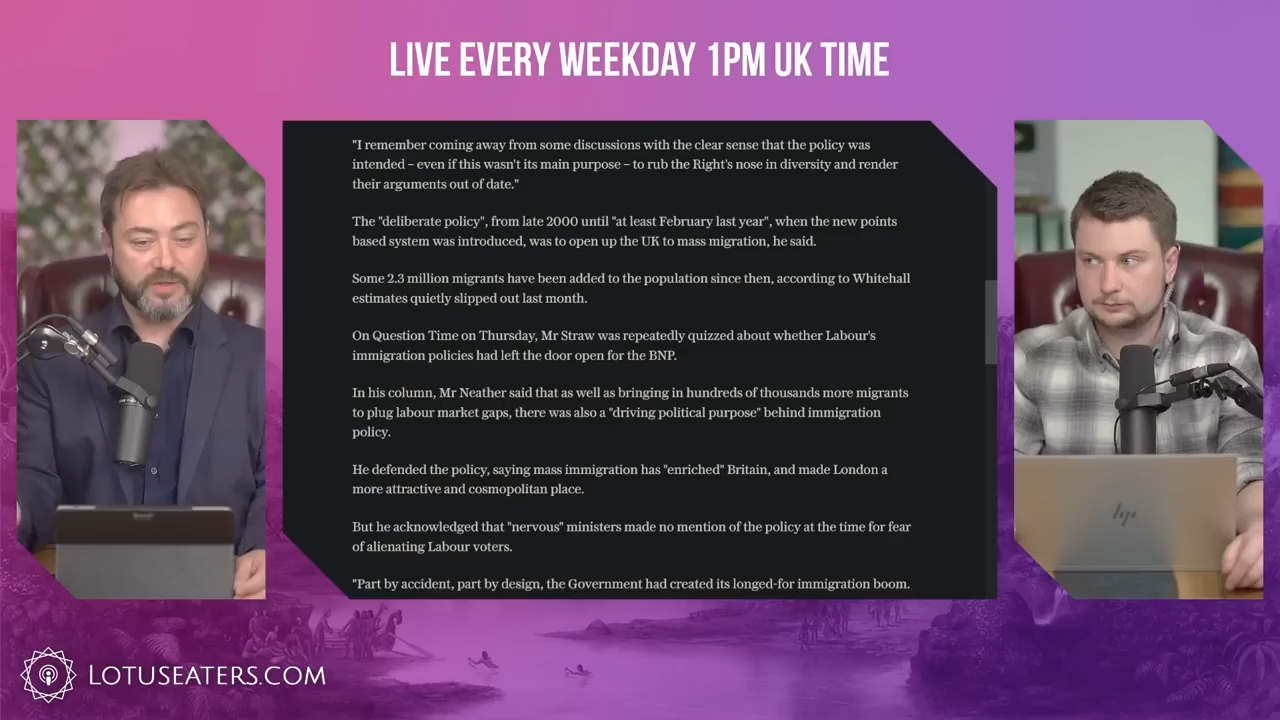 LIVE EVERY WEEKDAY 1PM UK TIME
"I remember coming away from some discussions with the clear sense that the policy was
intended – even if this wasn't its main purpose – to rub the Right's nose in diversity and render
their arguments out of date."
The "deliberate policy", from late 2000 until "at least February last year", when the new points
based system was introduced, was to open up the UK to mass migration, he said.
Some 2.3 million migrants have been added to the population since then, according to Whitehall
estimates quietly slipped out last month.
On Question Time on Thursday, Mr Straw was repeatedly quizzed about whether Labour's
immigration policies had left the door open for the BNP.
In his column, Mr Neather said that as well as bringing in hundreds of thousands more migrants
to plug labour market gaps, there was also a "driving political purpose" behind immigration
policy.
He defended the policy, saying mass immigration has "enriched" Britain, and made London a
more attractive and cosmopolitan place.
But he acknowledged that "nervous" ministers made no mention of the policy at the time for fear
of alienating Labour voters.
"Part by accident, part by design, the Government had created its longed-for immigration boom.
hp
LOTUSEATERS.COM